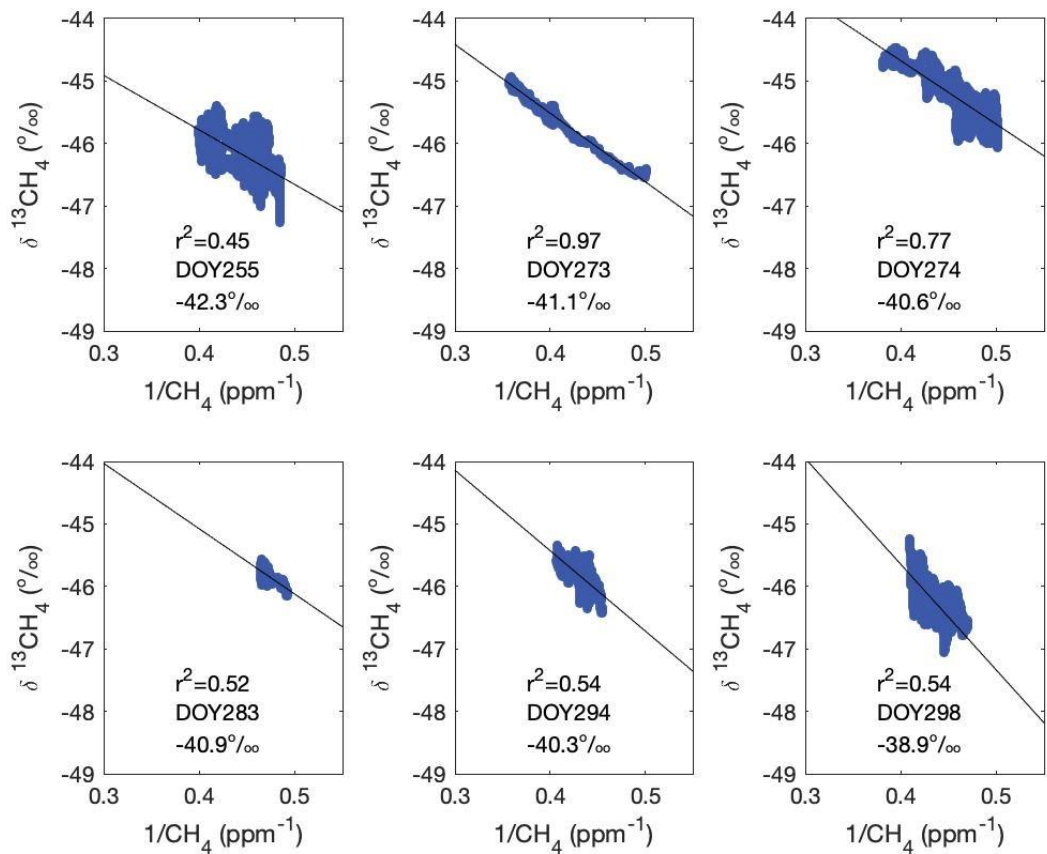 -44
-45
-46
-47
-48
-49
δ ¹³CH₄ (º/∞)
r²=0.45
DOY255
-42.3º/∞
0.3 0.4 0.5
1/CH₄ (ppm⁻¹)
-44
-45
-46
-47
-48
-49
δ ¹³CH₄ (º/∞)
r²=0.97
DOY273
-41.1º/∞
0.3 0.4 0.5
1/CH₄ (ppm⁻¹)
-44
-45
-46
-47
-48
-49
δ ¹³CH₄ (º/∞)
r²=0.77
DOY274
-40.6º/∞
0.3 0.4 0.5
1/CH₄ (ppm⁻¹)
-44
-45
-46
-47
-48
-49
δ ¹³CH₄ (º/∞)
r²=0.52
DOY283
-40.9º/∞
0.3 0.4 0.5
1/CH₄ (ppm⁻¹)
-44
-45
-46
-47
-48
-49
δ ¹³CH₄ (º/∞)
r²=0.54
DOY294
-40.3º/∞
0.3 0.4 0.5
1/CH₄ (ppm⁻¹)
-44
-45
-46
-47
-48
-49
δ ¹³CH₄ (º/∞)
r²=0.54
DOY298
-38.9º/∞
0.3 0.4 0.5
1/CH₄ (ppm⁻¹)